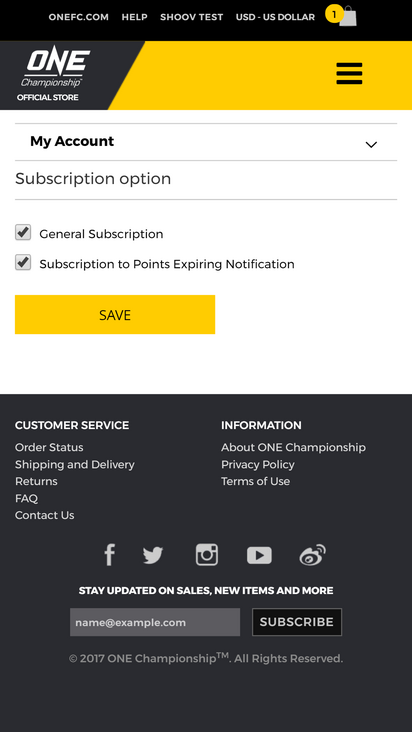 ONEFC.COM HELP SHOOV TEST USD - US DOLLAR 1
ONE
Championship
OFFICIAL STORE
My Account
Subscription option
General Subscription
Subscription to Points Expiring Notification
SAVE
CUSTOMER SERVICE
Order Status
Shipping and Delivery
Returns
FAQ
Contact Us
INFORMATION
About ONE Championship
Privacy Policy
Terms of Use
STAY UPDATED ON SALES, NEW ITEMS AND MORE
name@example.com SUBSCRIBE
© 2017 ONE Championship™. All Rights Reserved.